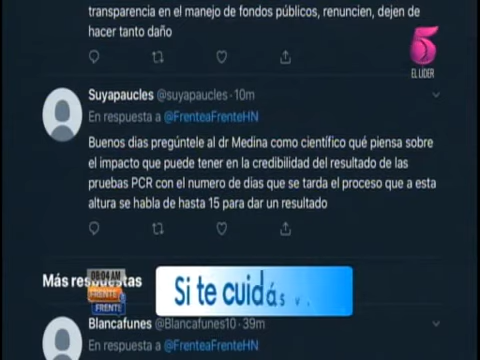 transparencia en el manejo de fondos públicos, renuncien, dejen de
hacer tanto daño
5
EL LÍDER
Suyapaucles @suyapaucles · 10m
En respuesta a @FrenteaFrenteHN
Buenos dias pregúntele al dr Medina como científico qué piensa sobre
el impacto que puede tener en la credibilidad del resultado de las
pruebas PCR con el numero de días que se tarda el proceso que a esta
altura se habla de hasta 15 para dar un resultado
Más respuestas
08:04 AM
FRENTE
FRENTE
Si te cuidás v
Blancafunes @Blancafunes10 · 39m
En respuesta a @FrenteaFrenteHN